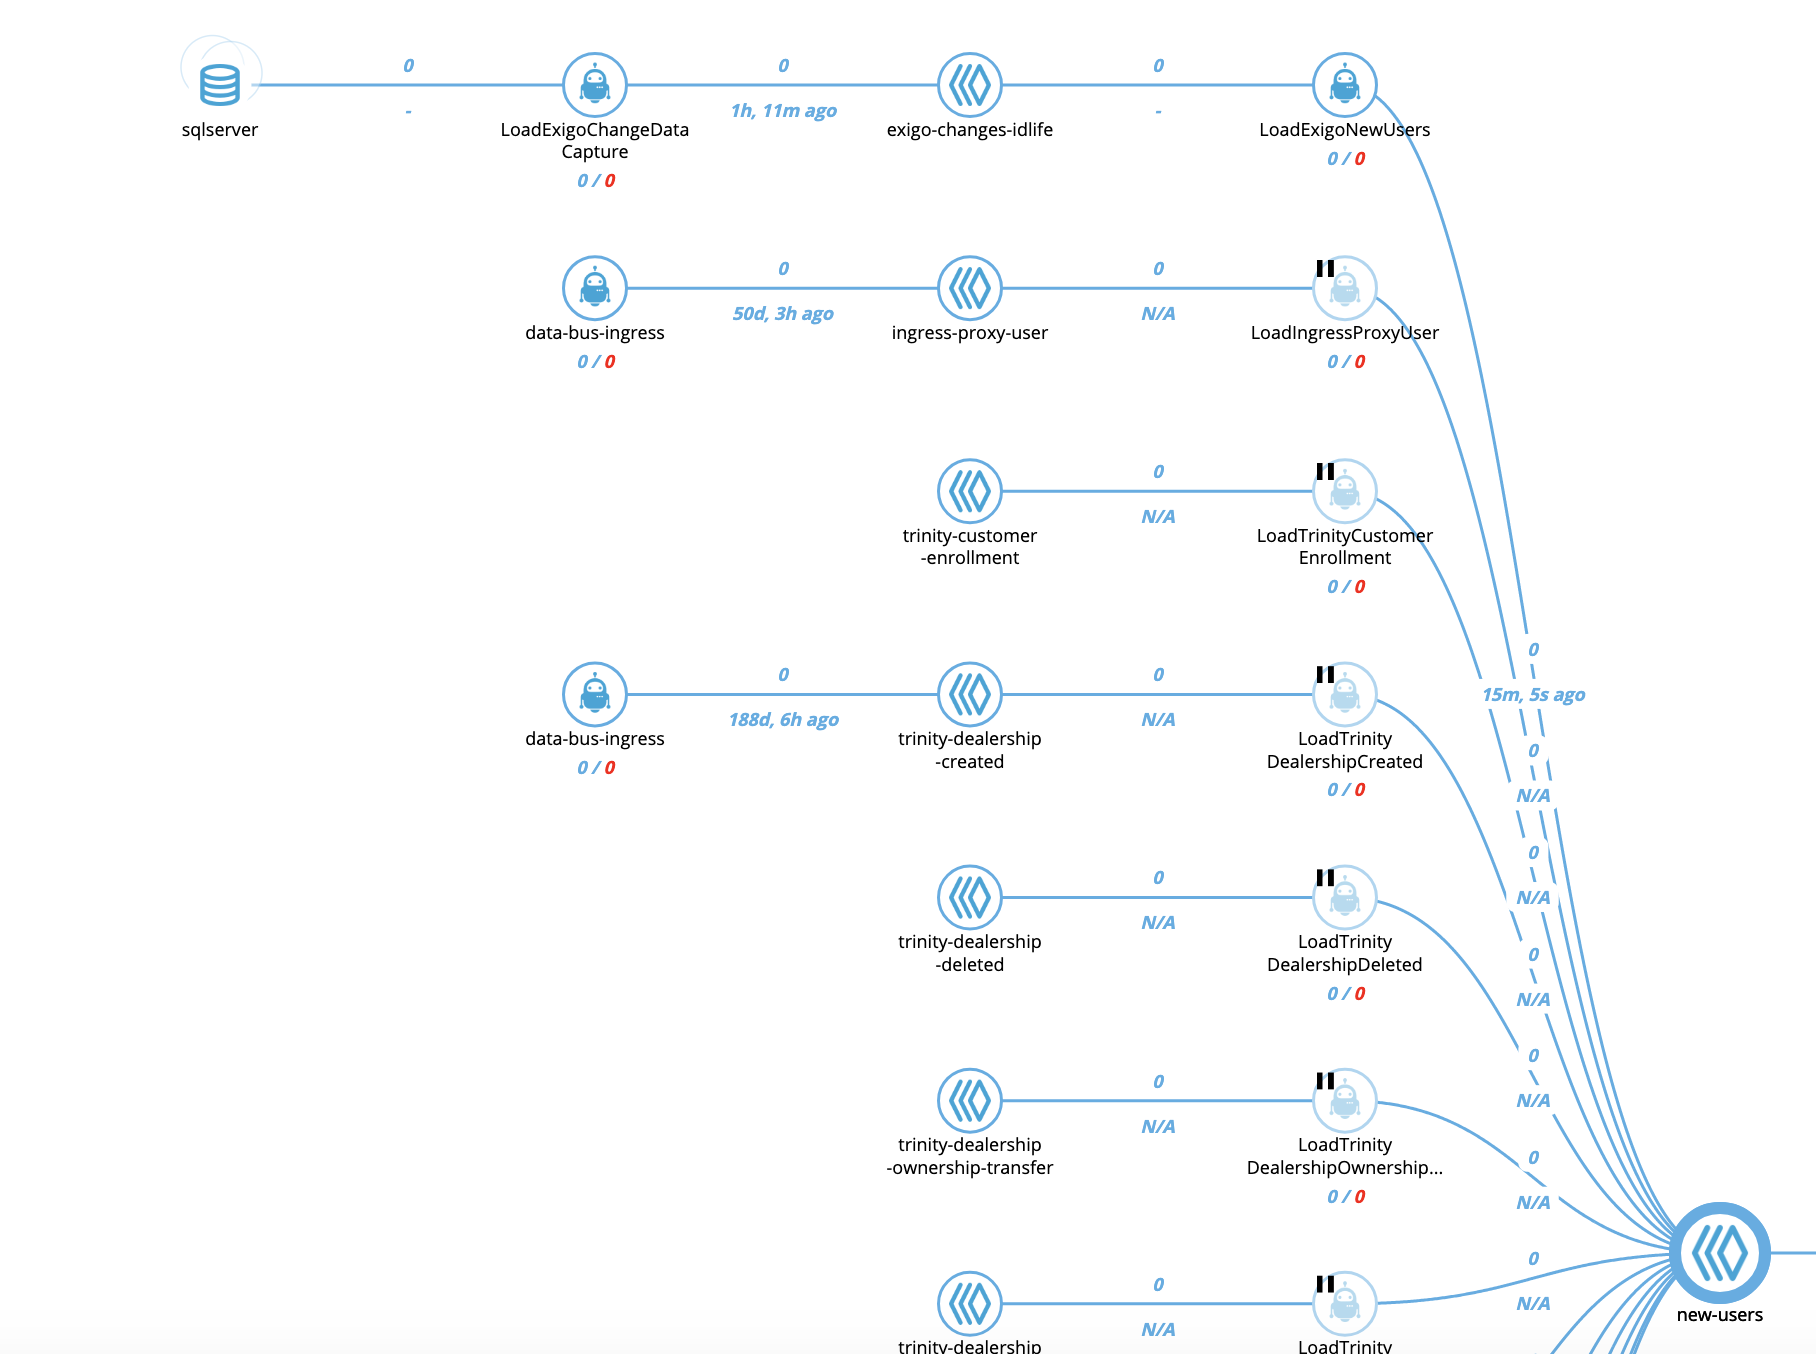 0
0
0
-
1h, 11m ago
-
sqlserver
LoadExigoChangeData
Capture
exigo-changes-idlife
LoadExigoNewUsers
0 / 0
0 / 0
0
0
50d, 3h ago
N/A
data-bus-ingress
ingress-proxy-user
LoadIngressProxyUser
0 / 0
0 / 0
0
N/A
trinity-customer
-enrollment
LoadTrinityCustomer
Enrollment
0 / 0
0
0
0
188d, 6h ago
N/A
15m, 5s ago
data-bus-ingress
trinity-dealership
-created
LoadTrinity
DealershipCreated
0 / 0
0 / 0
0
N/A
0
N/A
0
N/A
trinity-dealership
-deleted
LoadTrinity
DealershipDeleted
0 / 0
0
N/A
0
N/A
0
N/A
trinity-dealership
-ownership-transfer
LoadTrinity
DealershipOwnership...
0 / 0
0
N/A
0
N/A
trinity-dealership
LoadTrinity
0
N/A
new-users